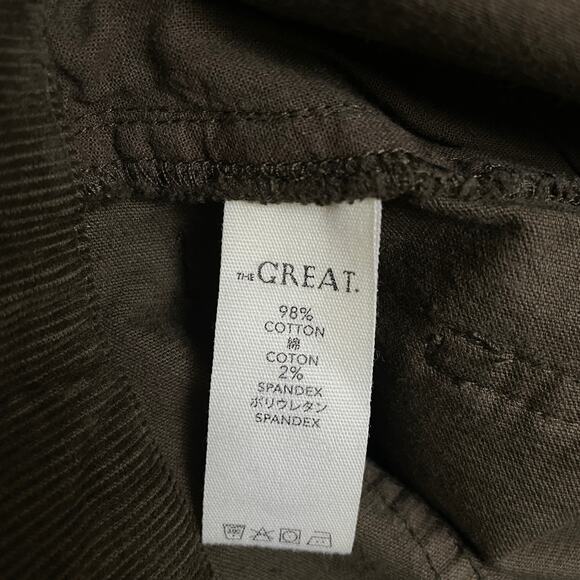 THE GREAT.
98%
COTTON
綿
COTON
2%
SPANDEX
ポリウレタン
SPANDEX